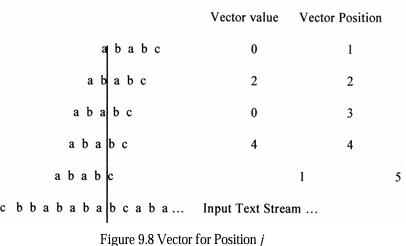 Vector value Vector Position
a b a b c 0 1
a b a b c 2 2
a b a b c 0 3
a b a b c 4 4
a b a b c 1 5
c b b a b a b a b c a b a ... Input Text Stream ...
Figure 9.8 Vector for Position j